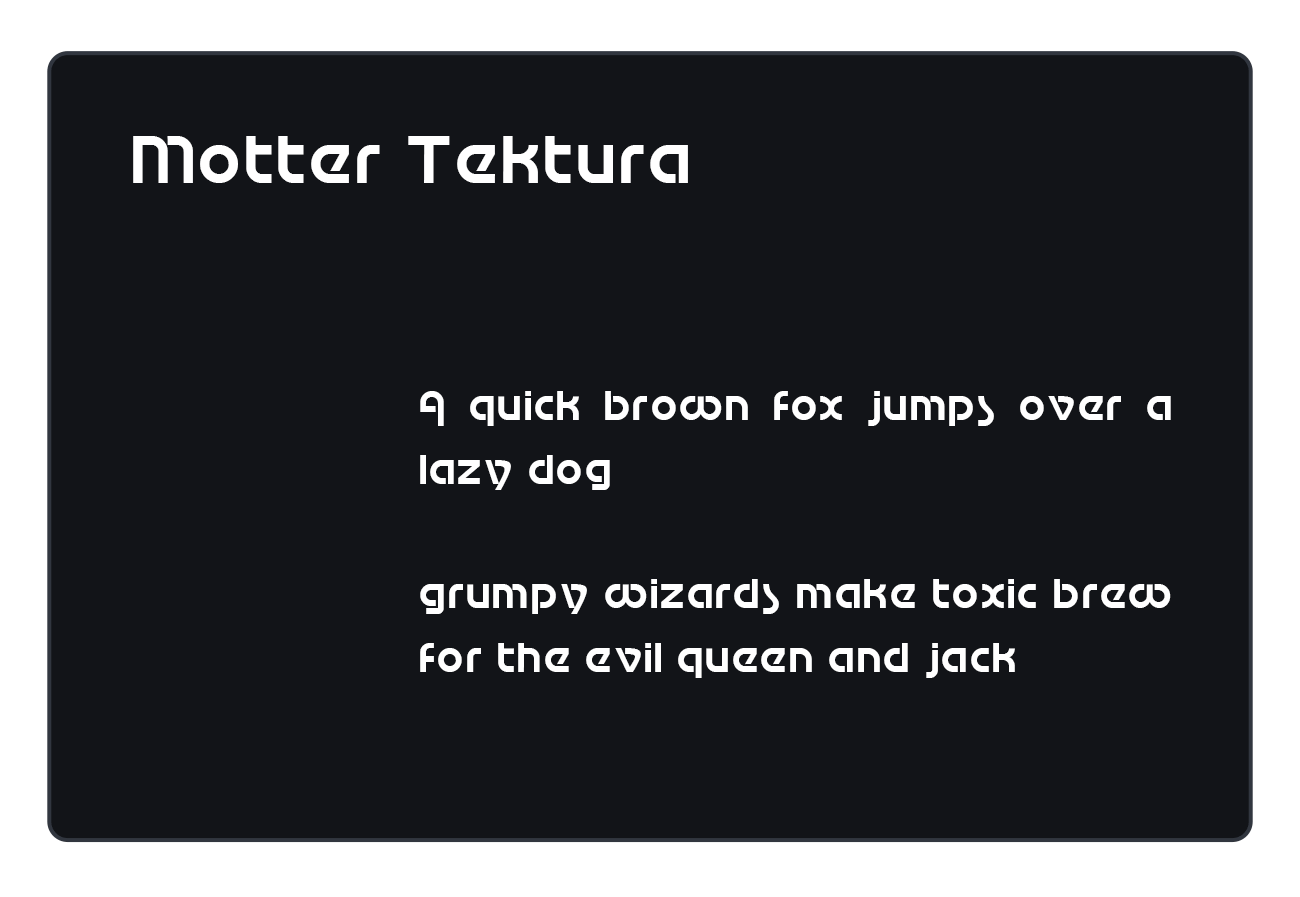 Motter Tektura
A quick brown fox jumps over a
lazy dog
grumpy wizards make toxic brew
for the evil queen and jack